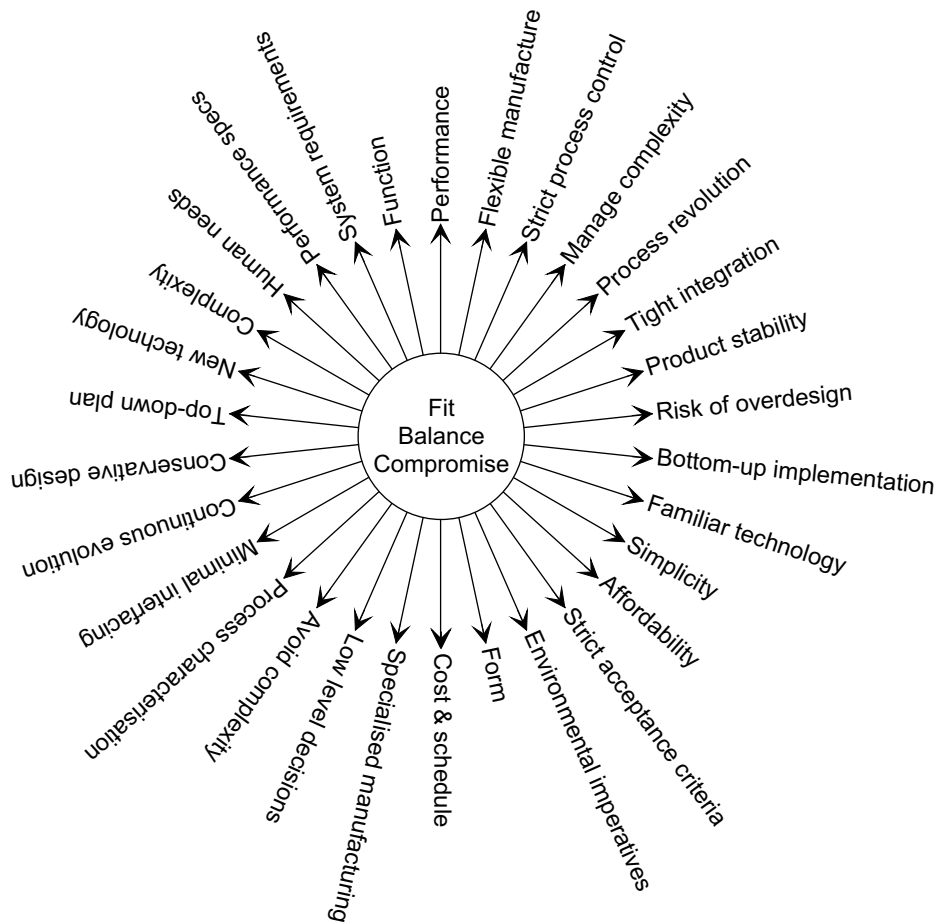 Fit
Balance
Compromise
Performance
Flexible manufacture
Strict process control
Manage complexity
Process revolution
Tight integration
Product stability
Risk of overdesign
Bottom-up implementation
Familiar technology
Simplicity
Affordability
Strict acceptance criteria
Environmental imperatives
Form
Cost & schedule
Specialised manufacturing
Low level decisions
Avoid complexity
Process characterisation
Minimal interfacing
Continuous evolution
Conservative design
Top-down plan
New technology
Complexity
Human needs
Performance specs
System requirements
Function